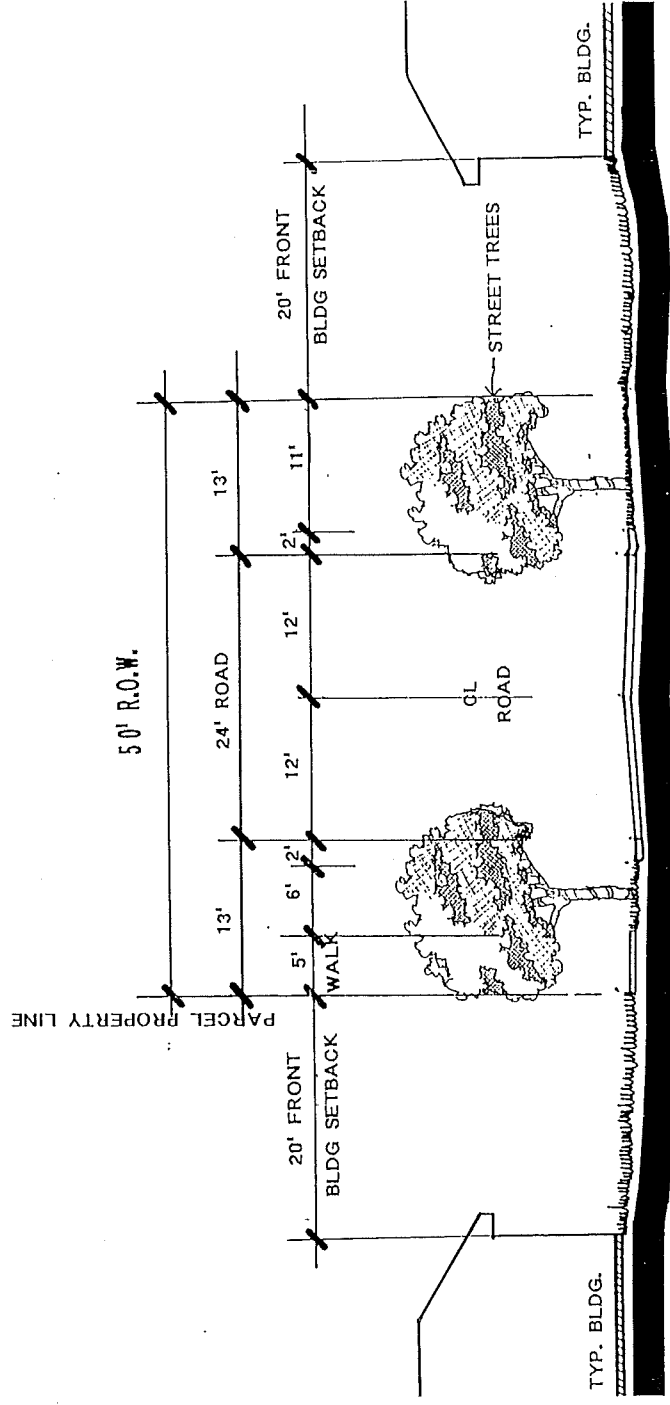 50' R.O.W.
13'
24' ROAD
13'
PARCEL PROPERTY LINE
20' FRONT
BLDG SETBACK
5'
WALK
6'
2'
12'
12'
2'
11'
20' FRONT
BLDG SETBACK
CL
ROAD
STREET TREES
TYP. BLDG.
TYP. BLDG.